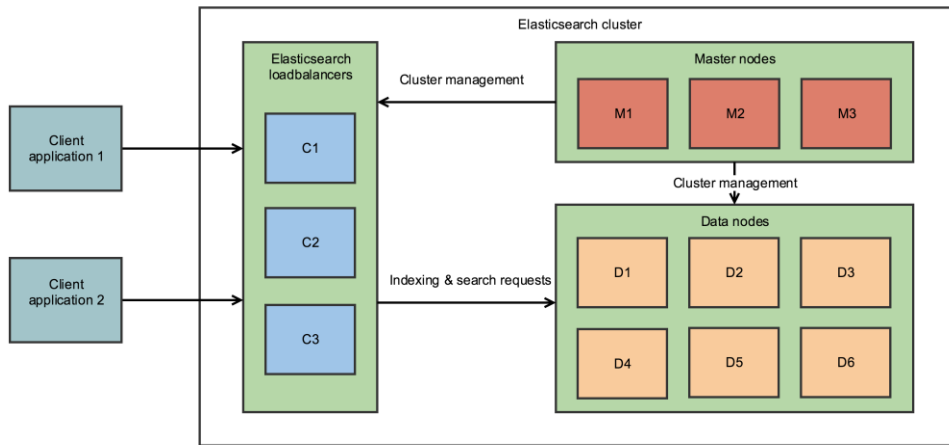 Elasticsearch cluster
Elasticsearch
loadbalancers
Cluster management
Master nodes
M1
M2
M3
Client
application 1
C1
Cluster management
Data nodes
C2
D1
D2
D3
Client
application 2
Indexing & search requests
C3
D4
D5
D6